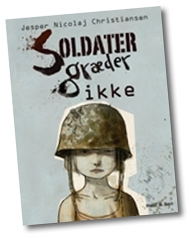 Jesper Nicolaj Christiansen
SOLDATER
græder
ikke